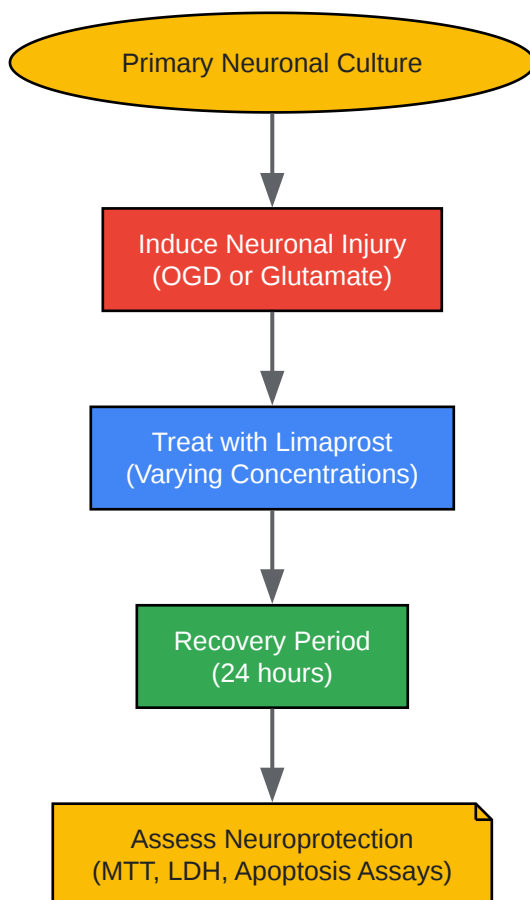 Primary Neuronal Culture
Induce Neuronal Injury
(OGD or Glutamate)
Treat with Limaprost
(Varying Concentrations)
Recovery Period
(24 hours)
Assess Neuroprotection
(MTT, LDH, Apoptosis Assays)